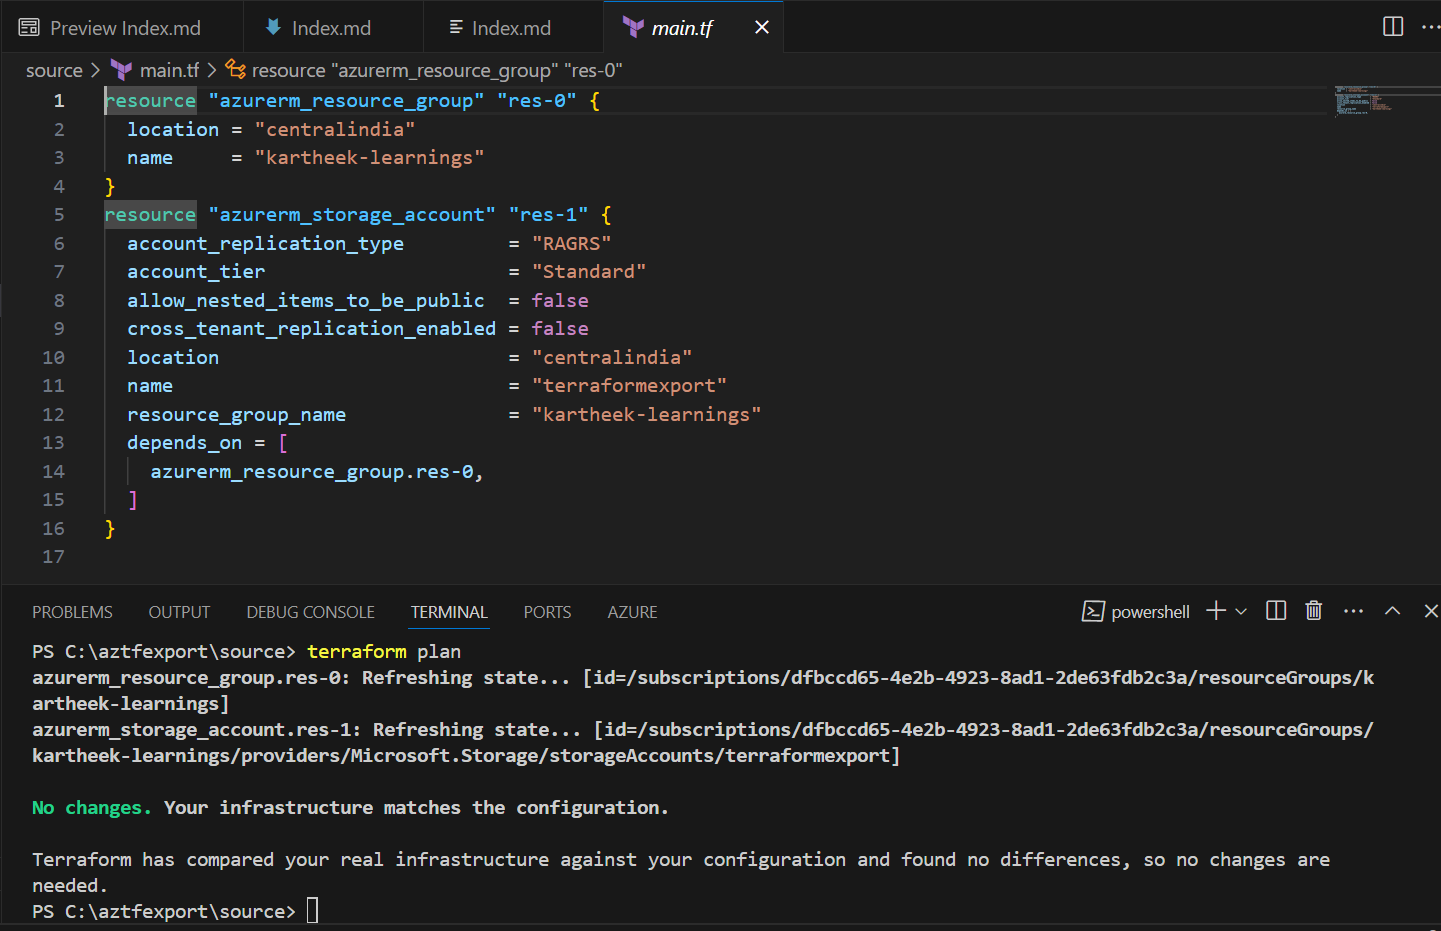 Preview Index.md
Index.md
Index.md
main.tf
source > main.tf > resource "azurerm_resource_group" "res-0"
1 resource "azurerm_resource_group" "res-0" {
2 location = "centralindia"
3 name = "kartheek-learnings"
4 }
5 resource "azurerm_storage_account" "res-1" {
6 account_replication_type = "RAGRS"
7 account_tier = "Standard"
8 allow_nested_items_to_be_public = false
9 cross_tenant_replication_enabled = false
10 location = "centralindia"
11 name = "terraformexport"
12 resource_group_name = "kartheek-learnings"
13 depends_on = [
14 azurerm_resource_group.res-0,
15 ]
16 }
17
PROBLEMS OUTPUT DEBUG CONSOLE TERMINAL PORTS AZURE
powershell
PS C:\aztfexport\source> terraform plan
azurerm_resource_group.res-0: Refreshing state... [id=/subscriptions/dfbccd65-4e2b-4923-8ad1-2de63fdb2c3a/resourceGroups/k
artheek-learnings]
azurerm_storage_account.res-1: Refreshing state... [id=/subscriptions/dfbccd65-4e2b-4923-8ad1-2de63fdb2c3a/resourceGroups/
kartheek-learnings/providers/Microsoft.Storage/storageAccounts/terraformexport]
No changes. Your infrastructure matches the configuration.
Terraform has compared your real infrastructure against your configuration and found no differences, so no changes are
needed.
PS C:\aztfexport\source>